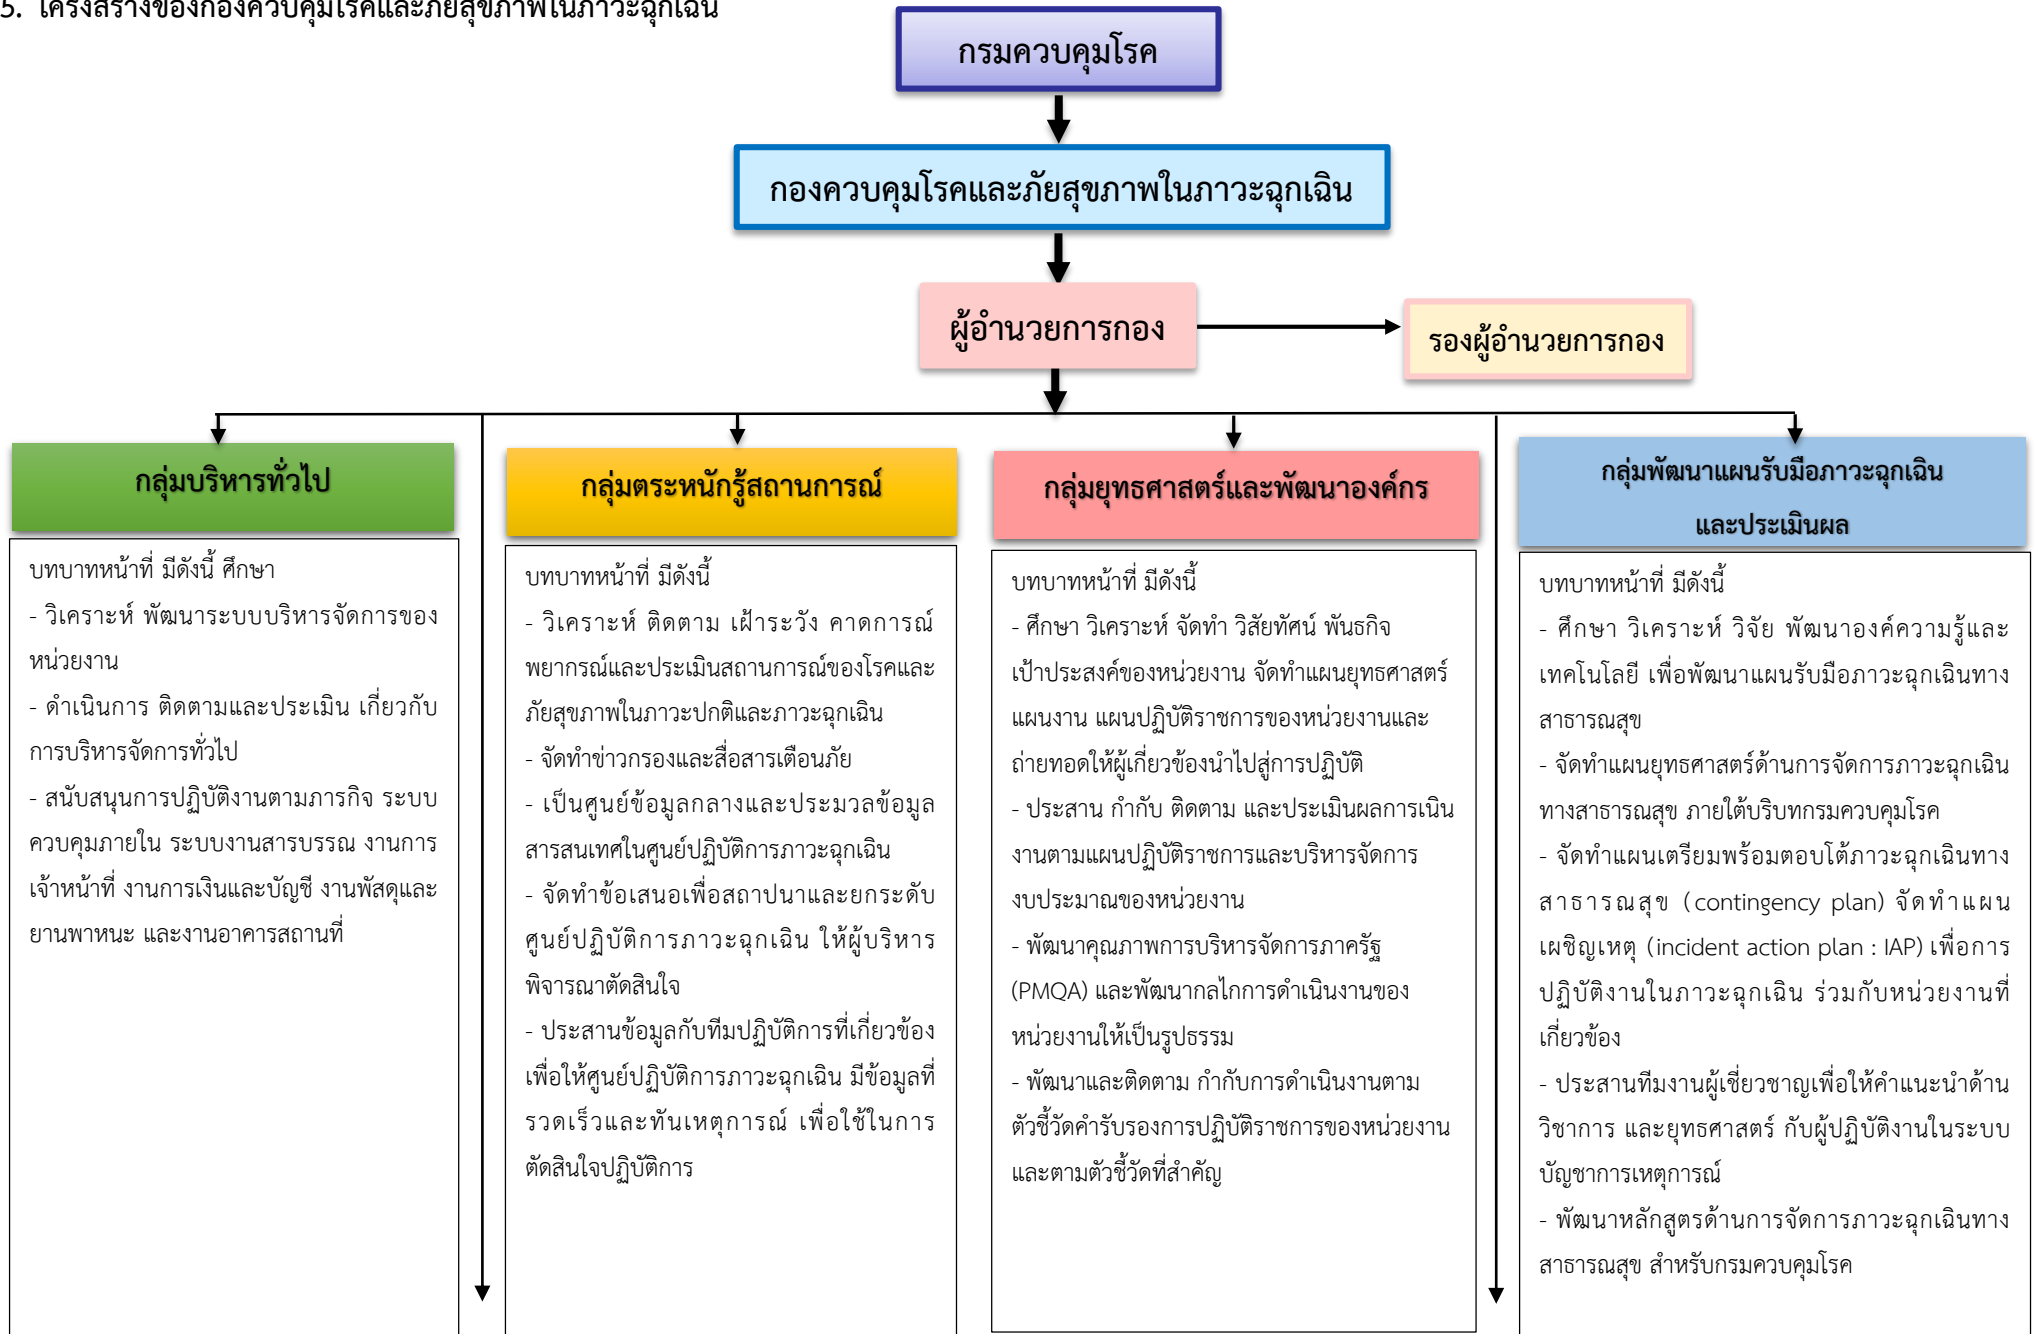 5. โครงสร้างของกองควบคุมโรคและภัยสุขภาพในภาวะฉุกเฉิน
กรมควบคุมโรค
กองควบคุมโรคและภัยสุขภาพในภาวะฉุกเฉิน
ผู้อำนวยการกอง
รองผู้อำนวยการกอง
กลุ่มบริหารทั่วไป
บทบาทหน้าที่ มีดังนี้ ศึกษา
- วิเคราะห์ พัฒนาระบบบริหารจัดการของ
หน่วยงาน
- ดำเนินการ ติดตามและประเมิน เกี่ยวกับ
การบริหารจัดการทั่วไป
- สนับสนุนการปฏิบัติงานตามภารกิจ ระบบ
ควบคุมภายใน ระบบงานสารบรรณ งานการ
เจ้าหน้าที่ งานการเงินและบัญชี งานพัสดุและ
ยานพาหนะ และงานอาคารสถานที่
กลุ่มตระหนักรู้สถานการณ์
บทบาทหน้าที่ มีดังนี้
- วิเคราะห์ ติดตาม เฝ้าระวัง คาดการณ์
พยากรณ์และประเมินสถานการณ์ของโรคและ
ภัยสุขภาพในภาวะปกติและภาวะฉุกเฉิน
- จัดทำข่าวกรองและสื่อสารเตือนภัย
- เป็นศูนย์ข้อมูลกลางและประมวลข้อมูล
สารสนเทศในศูนย์ปฏิบัติการภาวะฉุกเฉิน
- จัดทำข้อเสนอเพื่อสถาปนาและยกระดับ
ศูนย์ปฏิบัติการภาวะฉุกเฉิน ให้ผู้บริหาร
พิจารณาตัดสินใจ
- ประสานข้อมูลกับทีมปฏิบัติการที่เกี่ยวข้อง
เพื่อให้ศูนย์ปฏิบัติการภาวะฉุกเฉิน มีข้อมูลที่
รวดเร็วและทันเหตุการณ์ เพื่อใช้ในการ
ตัดสินใจปฏิบัติการ
กลุ่มยุทธศาสตร์และพัฒนาองค์กร
บทบาทหน้าที่ มีดังนี้
- ศึกษา วิเคราะห์ จัดทำ วิสัยทัศน์ พันธกิจ
เป้าประสงค์ของหน่วยงาน จัดทำแผนยุทธศาสตร์
แผนงาน แผนปฏิบัติราชการของหน่วยงานและ
ถ่ายทอดให้ผู้เกี่ยวข้องนำไปสู่การปฏิบัติ
- ประสาน กำกับ ติดตาม และประเมินผลการเนิน
งานตามแผนปฏิบัติราชการและบริหารจัดการ
งบประมาณของหน่วยงาน
- พัฒนาคุณภาพการบริหารจัดการภาครัฐ
(PMQA) และพัฒนากลไกการดำเนินงานของ
หน่วยงานให้เป็นรูปธรรม
- พัฒนาและติดตาม กำกับการดำเนินงานตาม
ตัวชี้วัดคำรับรองการปฏิบัติราชการของหน่วยงาน
และตามตัวชี้วัดที่สำคัญ
กลุ่มพัฒนาแผนรับมือภาวะฉุกเฉิน
และประเมินผล
บทบาทหน้าที่ มีดังนี้
- ศึกษา วิเคราะห์ วิจัย พัฒนาองค์ความรู้และ
เทคโนโลยี เพื่อพัฒนาแผนรับมือภาวะฉุกเฉินทาง
สาธารณสุข
- จัดทำแผนยุทธศาสตร์ด้านการจัดการภาวะฉุกเฉิน
ทางสาธารณสุข ภายใต้บริบทกรมควบคุมโรค
- จัดทำแผนเตรียมพร้อมตอบโต้ภาวะฉุกเฉินทาง
สาธารณสุข (contingency plan) จัดทำแผน
เผชิญเหตุ (incident action plan : IAP) เพื่อการ
ปฏิบัติงานในภาวะฉุกเฉิน ร่วมกับหน่วยงานที่
เกี่ยวข้อง
- ประสานทีมงานผู้เชี่ยวชาญเพื่อให้คำแนะนำด้าน
วิชาการ และยุทธศาสตร์ กับผู้ปฏิบัติงานในระบบ
บัญชาการเหตุการณ์
- พัฒนาหลักสูตรด้านการจัดการภาวะฉุกเฉินทาง
สาธารณสุข สำหรับกรมควบคุมโรค